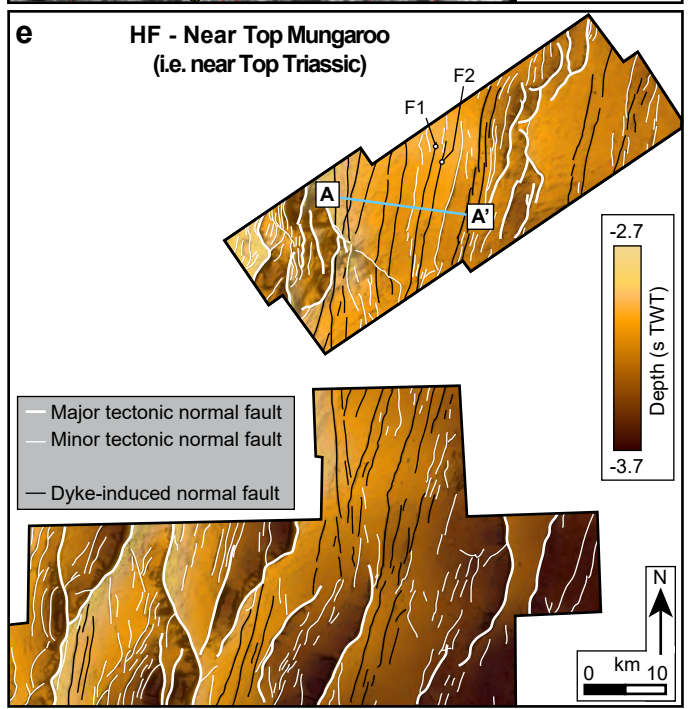 e
HF - Near Top Mungaroo
(i.e. near Top Triassic)
F2
F1
A
A'
-2.7
Depth (s TWT)
-3.7
Major tectonic normal fault
Minor tectonic normal fault
Dyke-induced normal fault
N
km
0 10